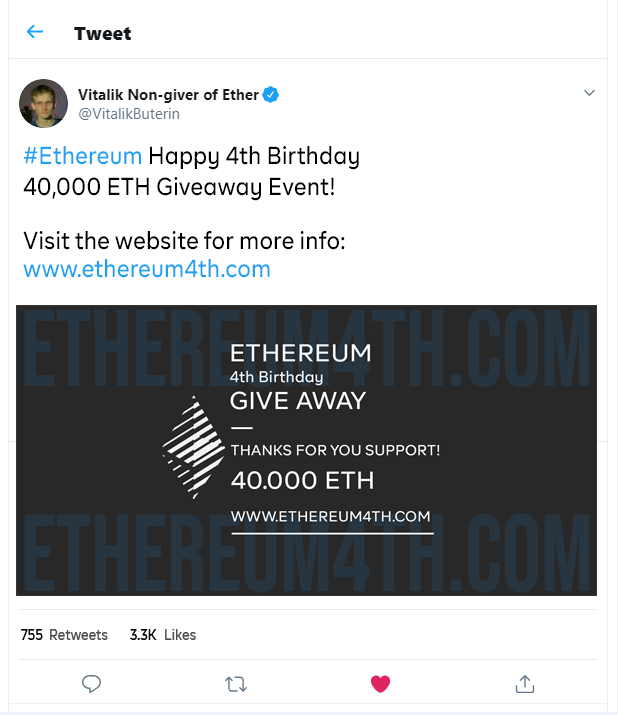 Tweet
Vitalik Non-giver of Ether
@VitalikButerin
#Ethereum Happy 4th Birthday
40,000 ETH Giveaway Event!
Visit the website for more info:
www.ethereum4th.com
ETHEREUM4TH.COM
ETHEREUM
4th Birthday
GIVE AWAY
THANKS FOR YOU SUPPORT!
40.000 ETH
WWW.ETHEREUM4TH.COM
ETHEREUM4TH.COM
755 Retweets 3.3K Likes